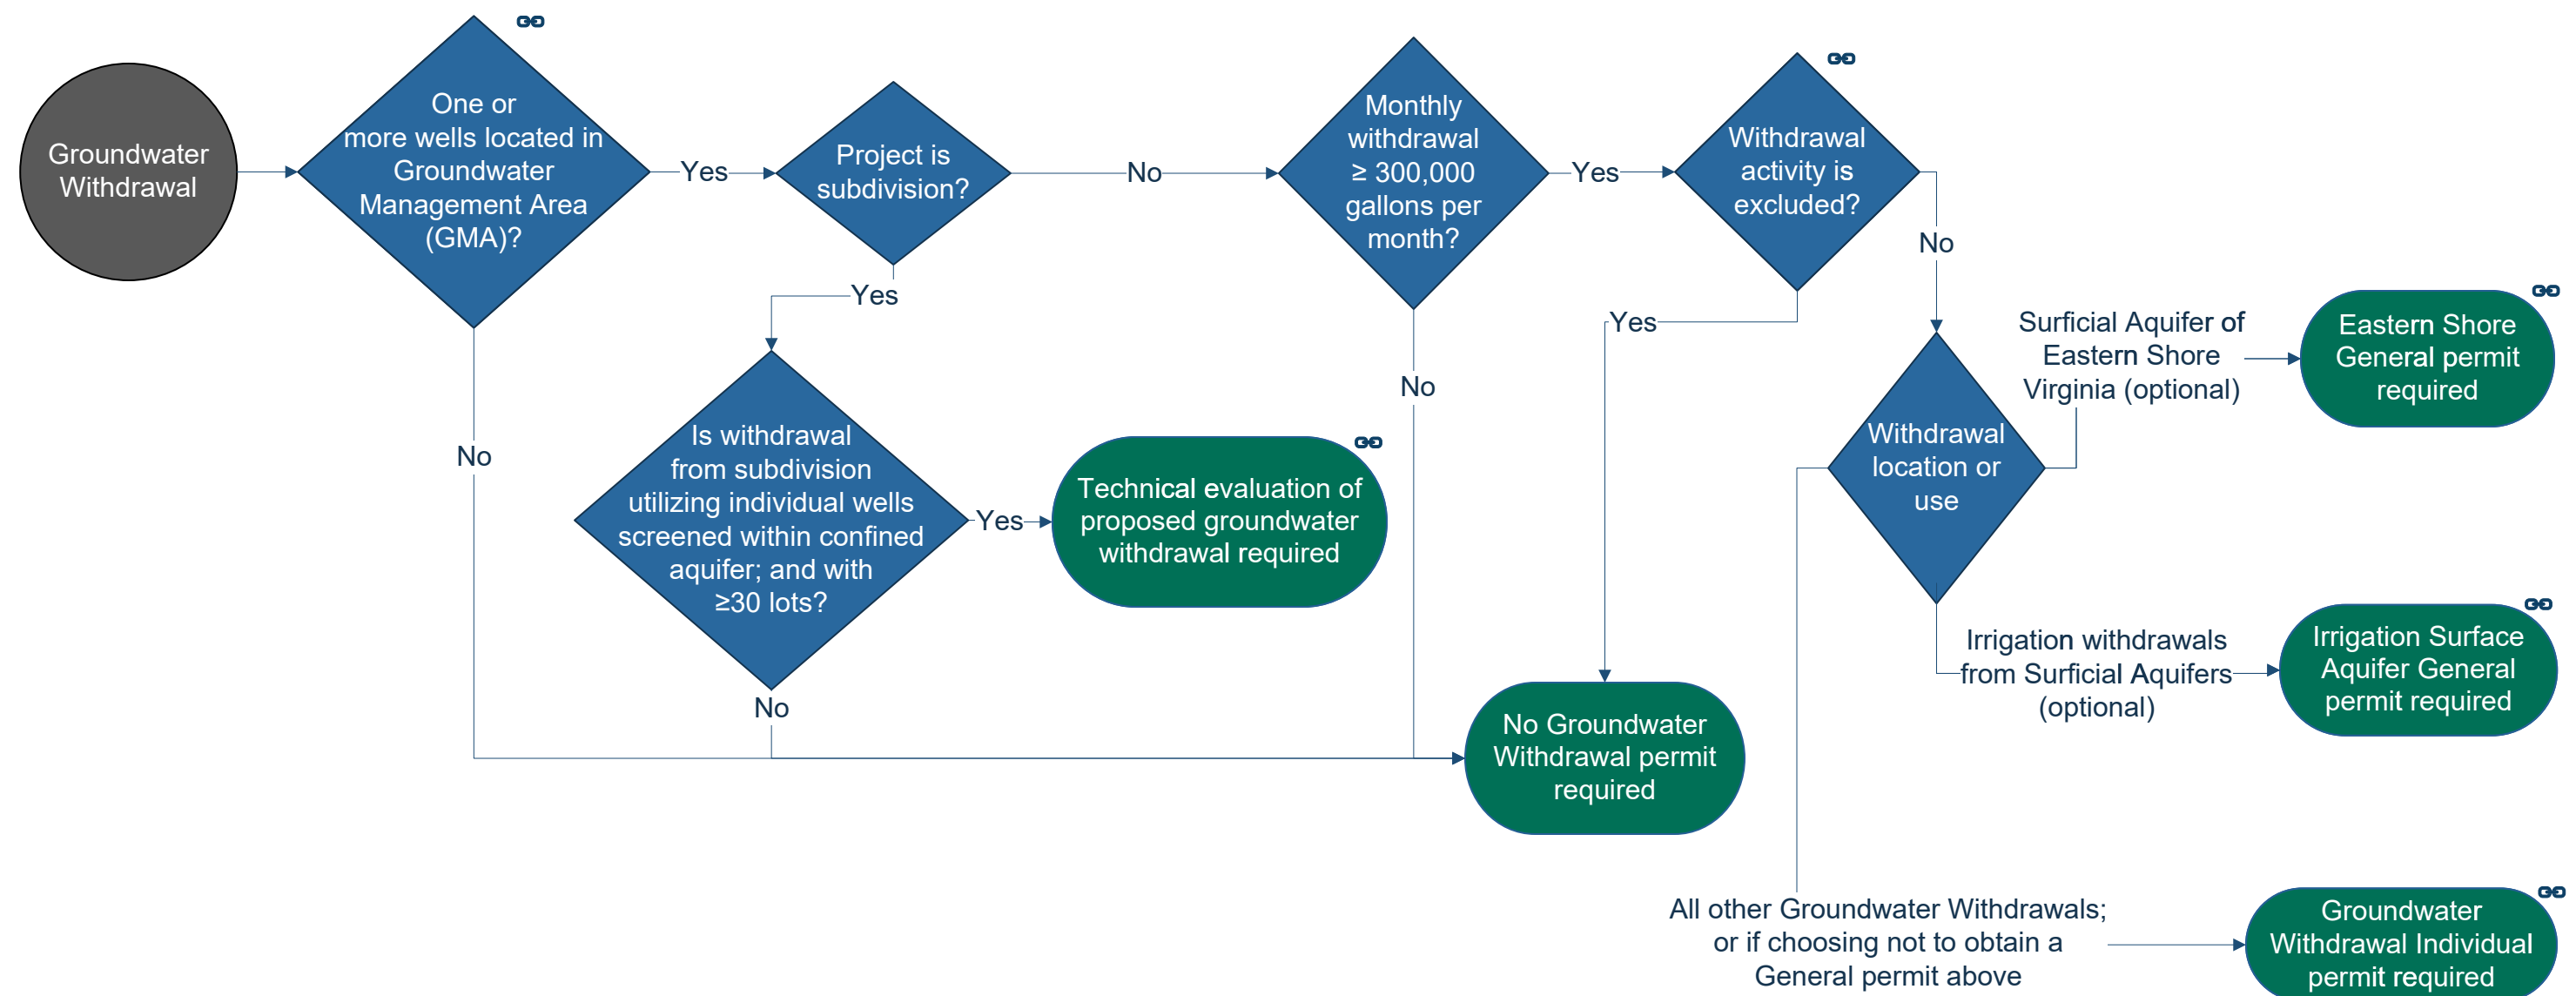 Groundwater
Withdrawal
One or
more wells located in
Groundwater
Management Area
(GMA)?
Yes
No
Project is
subdivision?
No
Yes
Is withdrawal
from subdivision
utilizing individual wells
screened within confined
aquifer; and with
≥30 lots?
Yes
No
Technical evaluation of
proposed groundwater
withdrawal required
Monthly
withdrawal
≥ 300,000
gallons per
month?
Yes
No
Withdrawal
activity is
excluded?
Yes
No
No Groundwater
Withdrawal permit
required
Withdrawal
location or
use
Surficial Aquifer of
Eastern Shore
Virginia (optional)
Eastern Shore
General permit
required
Irrigation withdrawals
from Surficial Aquifers
(optional)
Irrigation Surface
Aquifer General
permit required
All other Groundwater Withdrawals;
or if choosing not to obtain a
General permit above
Groundwater
Withdrawal Individual
permit required